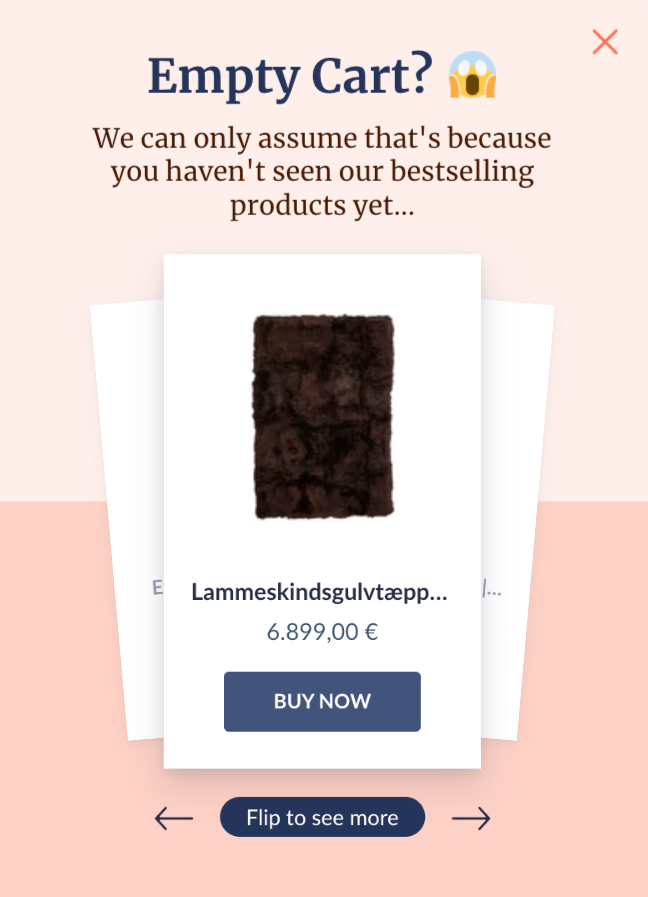 Empty Cart? 😱
We can only assume that's because
you haven't seen our bestselling
products yet...
Lammeskindsgulvtæpp...
6.899,00 €
BUY NOW
Flip to see more